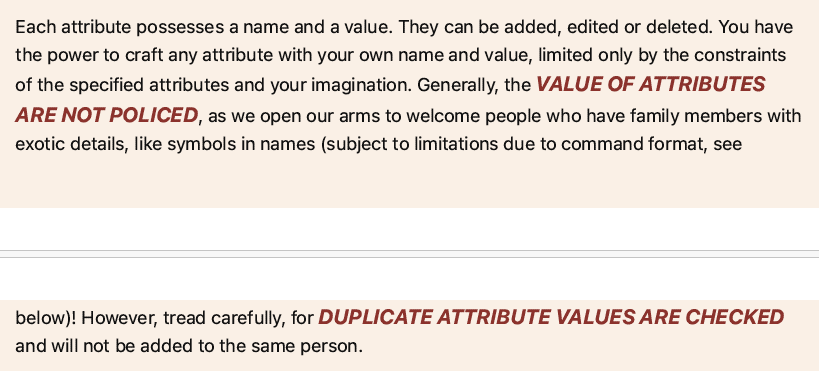 Each attribute possesses a name and a value. They can be added, edited or deleted. You have
the power to craft any attribute with your own name and value, limited only by the constraints
of the specified attributes and your imagination. Generally, the VALUE OF ATTRIBUTES
ARE NOT POLICED, as we open our arms to welcome people who have family members with
exotic details, like symbols in names (subject to limitations due to command format, see
below)! However, tread carefully, for DUPLICATE ATTRIBUTE VALUES ARE CHECKED
and will not be added to the same person.